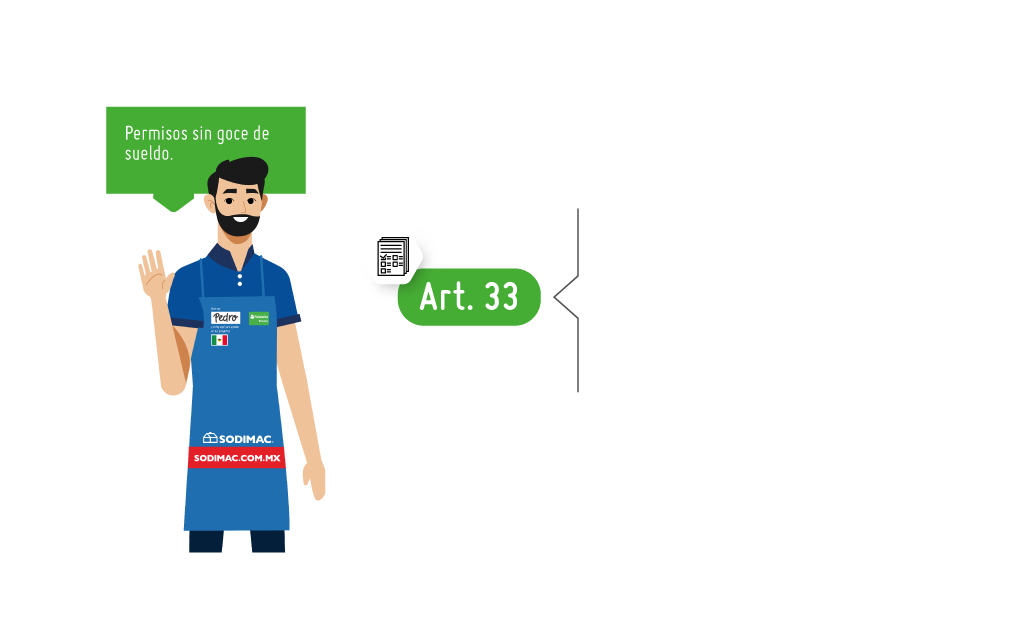 Permisos sin goce de
sueldo.
Art. 33
Pedro
SODIMAC
SODIMAC.COM.MX